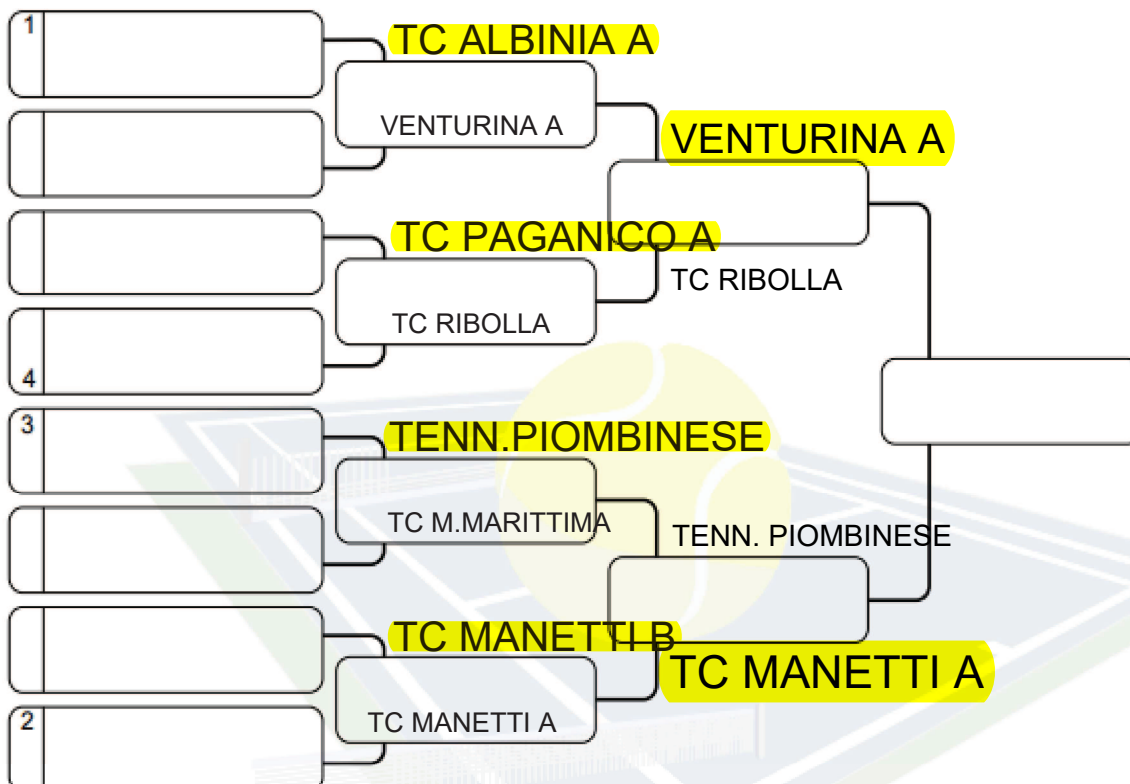 1
TC ALBINIA A
VENTURINA A
VENTURINA A
TC PAGANICO A
TC RIBOLLA
TC RIBOLLA
4
3
TENN.PIOMBINESE
TC M.MARITTIMA
TENN. PIOMBINESE
TC MANETTI B
TC MANETTI A
TC MANETTI A
2